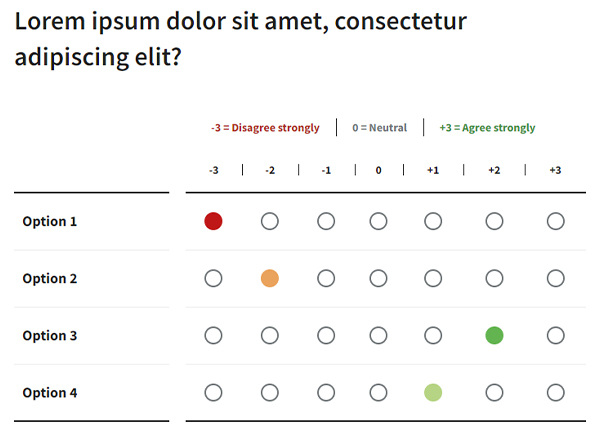 Lorem ipsum dolor sit amet, consectetur
adipiscing elit?
-3 = Disagree strongly | 0 = Neutral | +3 = Agree strongly
-3 | -2 | -1 | 0 | +1 | +2 | +3
Option 1
Option 2
Option 3
Option 4